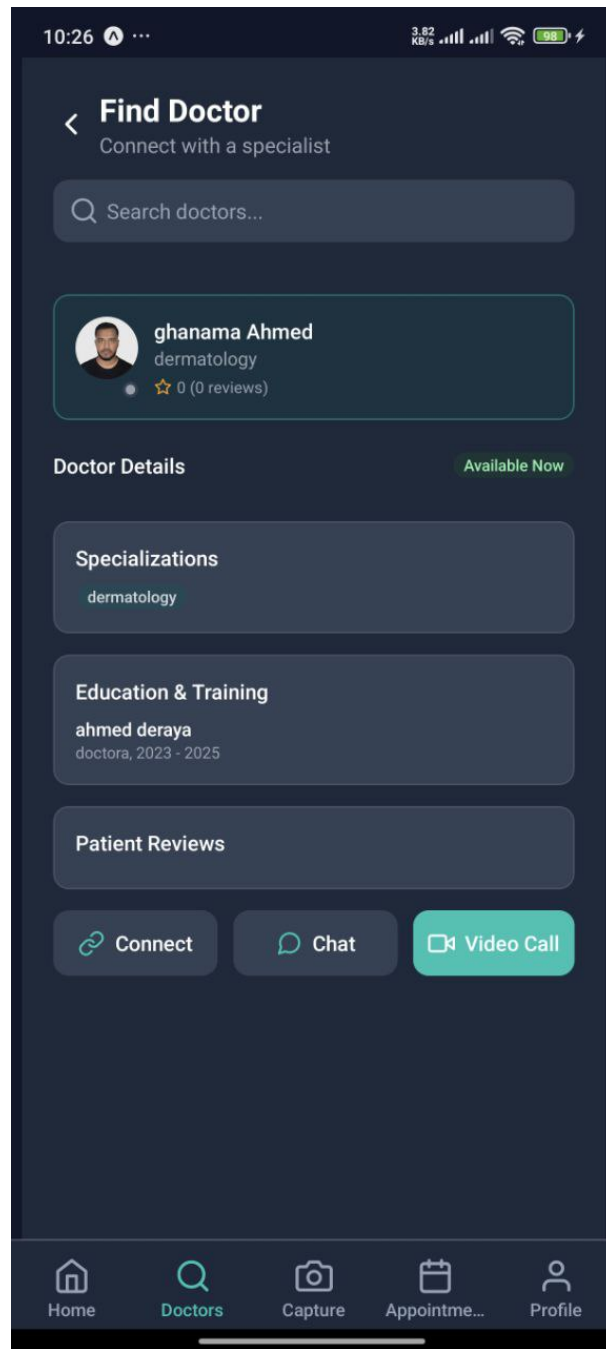 10:26 ... 3.82 KB/s 98
Find Doctor
Connect with a specialist
Search doctors...
ghanama Ahmed
dermatology
0 (0 reviews)
Doctor Details Available Now
Specializations
dermatology
Education & Training
ahmed deraya
doctora, 2023 - 2025
Patient Reviews
Connect Chat Video Call
Home Doctors Capture Appointme... Profile